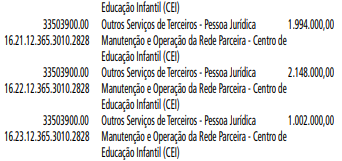 Educação Infantil (CEI)
33503900.00 Outros Serviços de Terceiros - Pessoa Jurídica 1.994.000,00
16.21.12.365.3010.2828 Manutenção e Operação da Rede Parceira - Centro de
Educação Infantil (CEI)
33503900.00 Outros Serviços de Terceiros - Pessoa Jurídica 2.148.000,00
16.22.12.365.3010.2828 Manutenção e Operação da Rede Parceira - Centro de
Educação Infantil (CEI)
33503900.00 Outros Serviços de Terceiros - Pessoa Jurídica 1.002.000,00
16.23.12.365.3010.2828 Manutenção e Operação da Rede Parceira - Centro de
Educação Infantil (CEI)